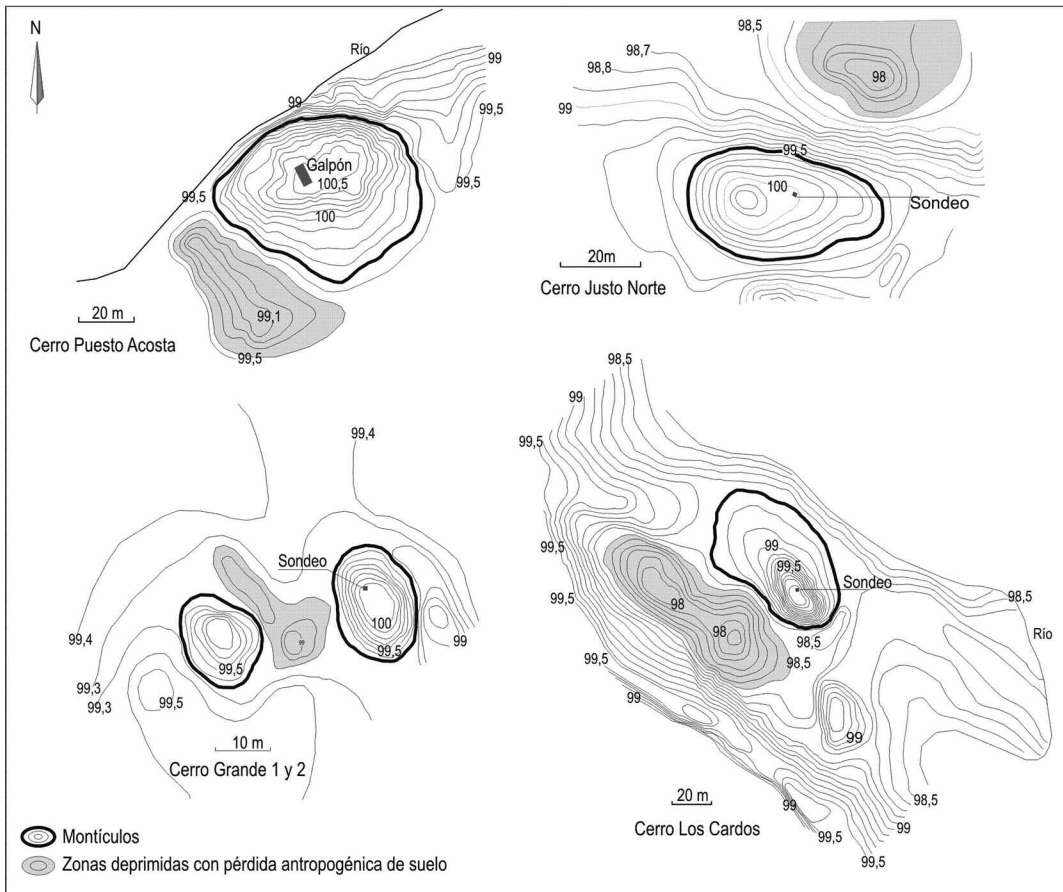 N
Río
99
99
99,5
Galpón
100,5
99,5
99,5
100
99,1
20 m
99,5
Cerro Puesto Acosta
98,5
98,7
98,8
98
99
99,5
100
Sondeo
20m
Cerro Justo Norte
99,4
Sondeo
100
99,5
99
99
99,5
99,4
99,3
99,3
99,5
10 m
Cerro Grande 1 y 2
98,5
99
99,5
99
99,5
Sondeo
99,5
98
99,5
98,5
98,5
Río
98
98,5
99,5
99
99
98,5
20 m
99
99
99,5
99,5
Cerro Los Cardos
Montículos
Zonas deprimidas con pérdida antropogénica de suelo